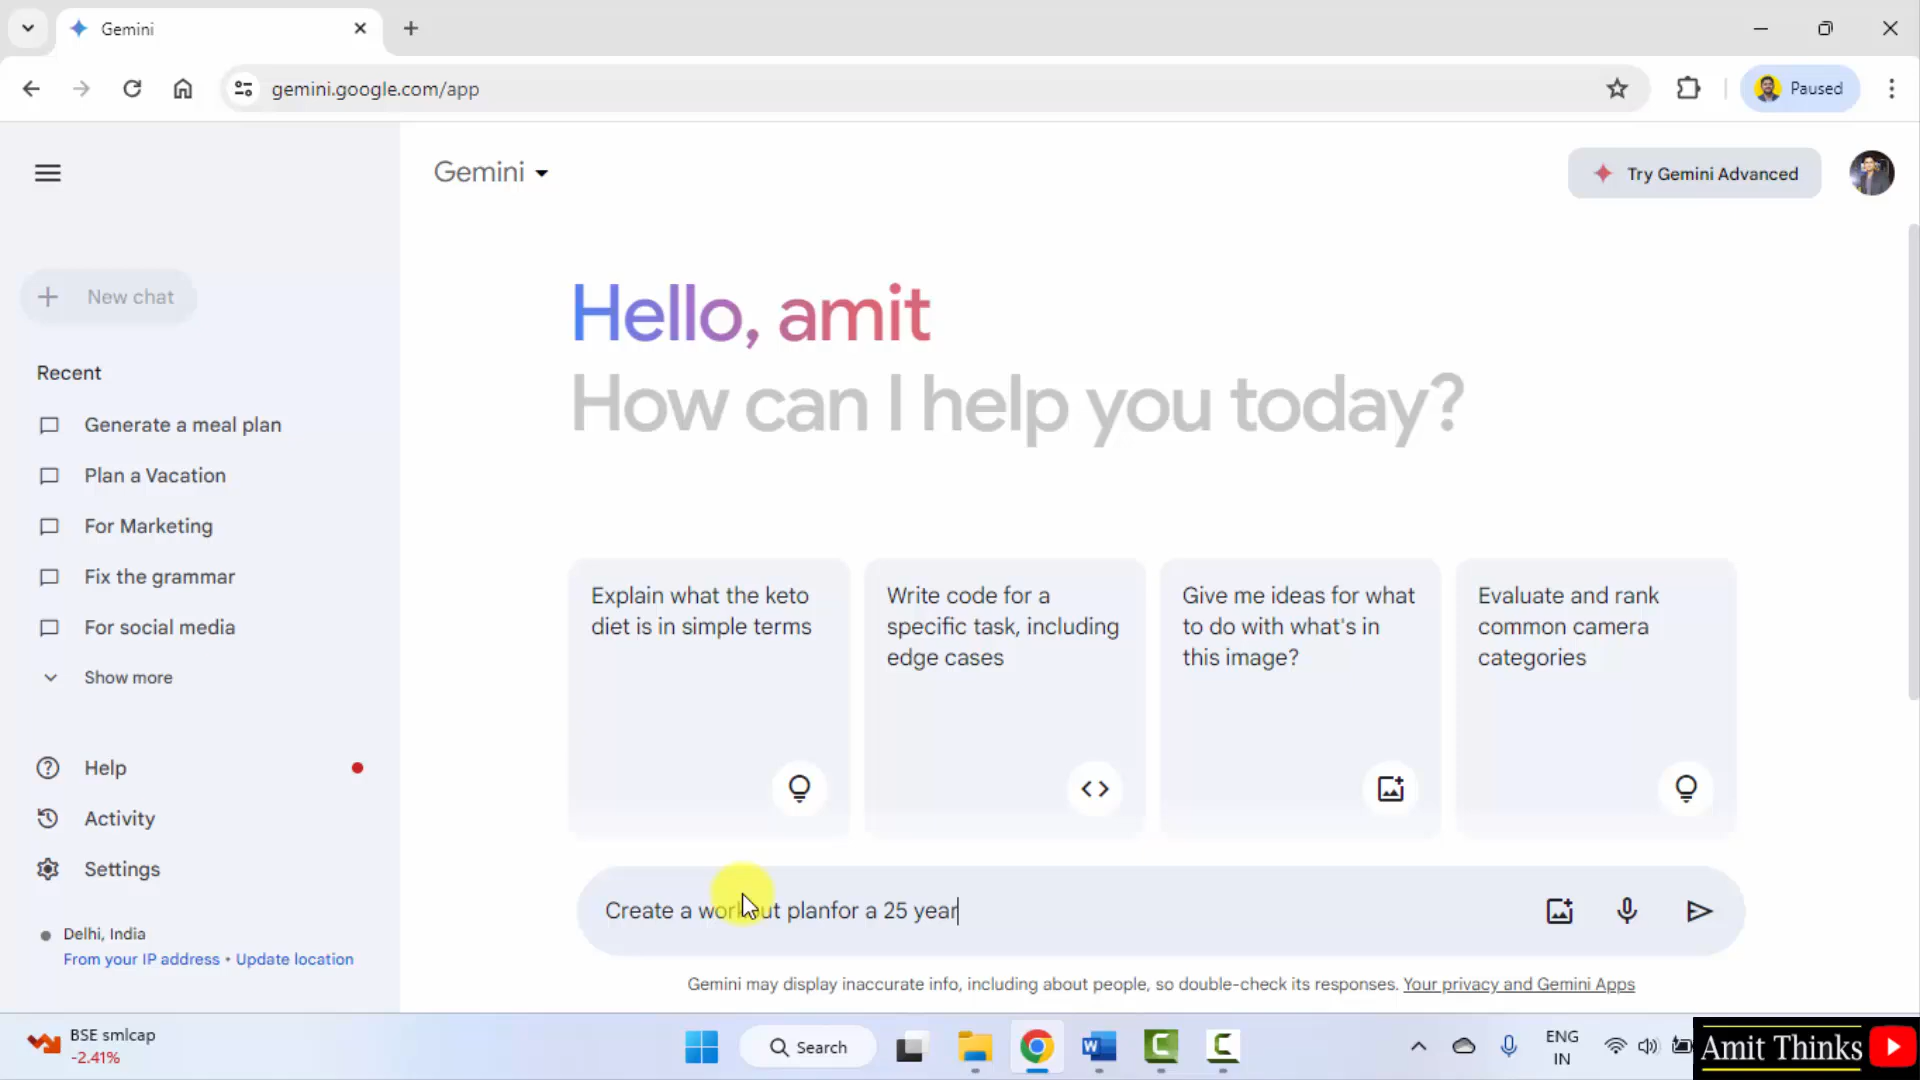 Gemini
gemini.google.com/app
Paused
Gemini
Try Gemini Advanced
New chat
Recent
Generate a meal plan
Plan a Vacation
For Marketing
Fix the grammar
For social media
Show more
Help
Activity
Settings
Delhi, India
From your IP address • Update location
Hello, amit
How can I help you today?
Explain what the keto
diet is in simple terms
Write code for a
specific task, including
edge cases
Give me ideas for what
to do with what's in
this image?
Evaluate and rank
common camera
categories
Create a workout planfor a 25 year
Gemini may display inaccurate info, including about people, so double-check its responses. Your privacy and Gemini Apps
BSE smlcap
-2.41%
Search
ENG
IN
Amit Thinks